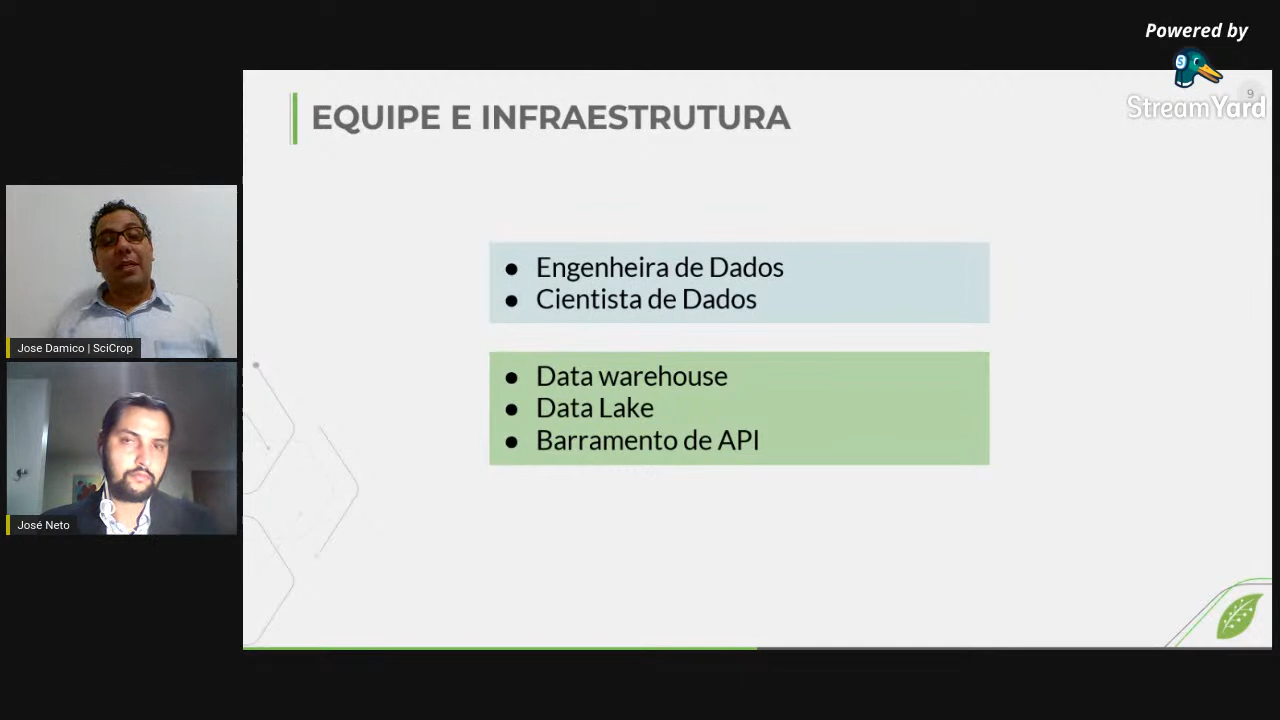 Powered by
StreamYard
9
EQUIPE E INFRAESTRUTURA
● Engenheira de Dados
● Cientista de Dados
● Data warehouse
● Data Lake
● Barramento de API
Jose Damico | SciCrop
José Neto